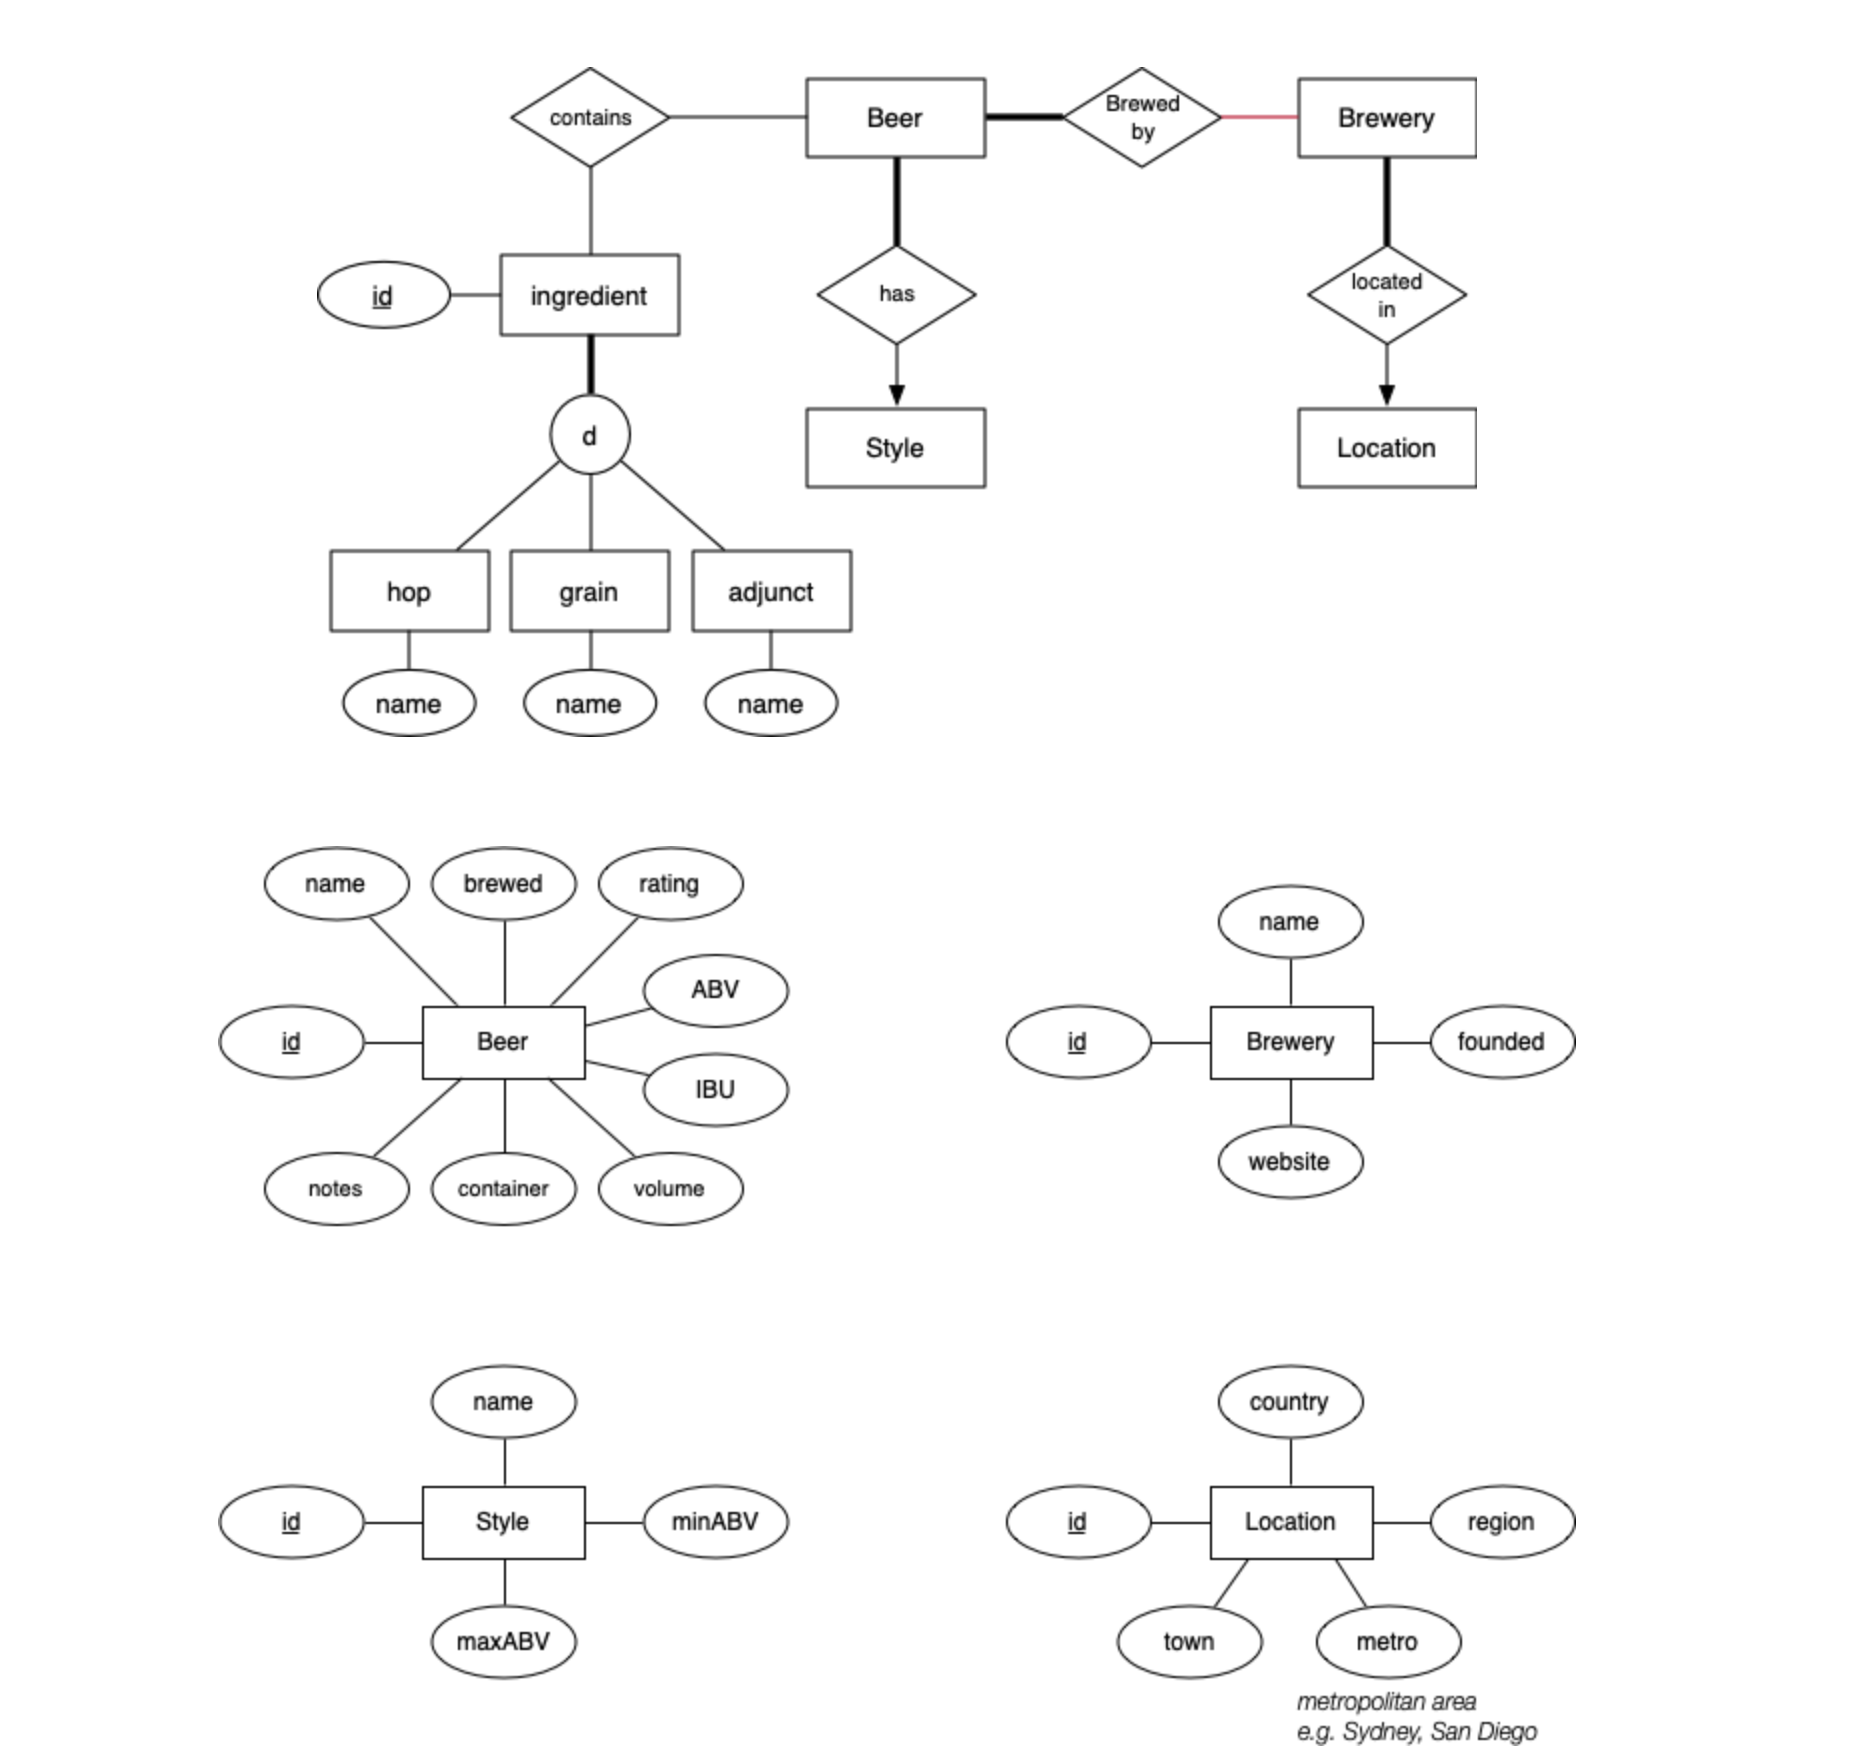 contains
Beer
Brewed
by
Brewery
id
ingredient
has
located
in
d
Style
Location
hop
grain
adjunct
name
name
name
name
brewed
rating
ABV
id
Beer
IBU
notes
container
volume
name
id
Brewery
founded
website
name
id
Style
minABV
maxABV
country
id
Location
region
town
metro
metropolitan area
e.g. Sydney, San Diego